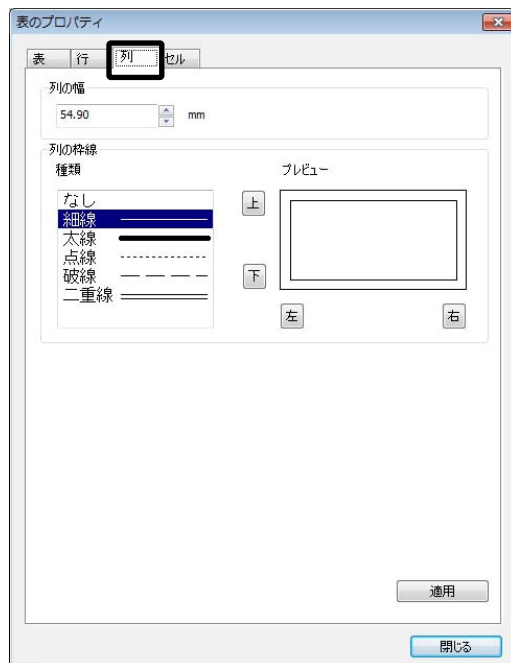 表のプロパティ
表 行 列 セル
列の幅
54.90 mm
列の枠線
種類 プレビュー
なし
細線
太線
点線
破線
二重線
上
下
左 右
適用
閉じる